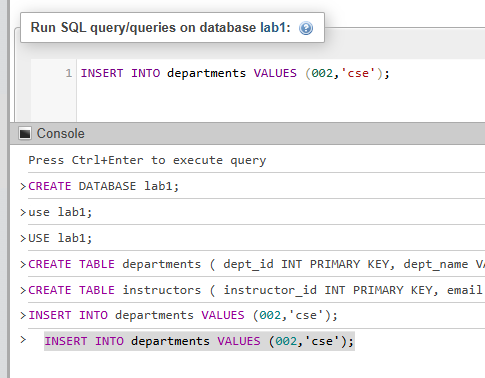 Run SQL query/queries on database lab1:
1 INSERT INTO departments VALUES (002,'cse');
Console
Press Ctrl+Enter to execute query
>CREATE DATABASE lab1;
>use lab1;
>USE lab1;
>CREATE TABLE departments ( dept_id INT PRIMARY KEY, dept_name VA
>CREATE TABLE instructors ( instructor_id INT PRIMARY KEY, email
>INSERT INTO departments VALUES (002,'cse');
> INSERT INTO departments VALUES (002,'cse');